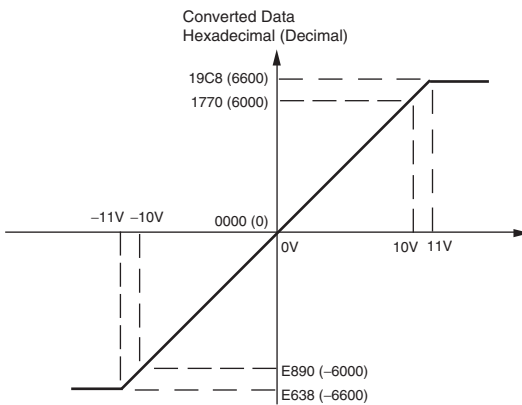 Converted Data
Hexadecimal (Decimal)
19C8 (6600)
1770 (6000)
−11V −10V
0000 (0)
0V
10V 11V
E890 (−6000)
E638 (−6600)